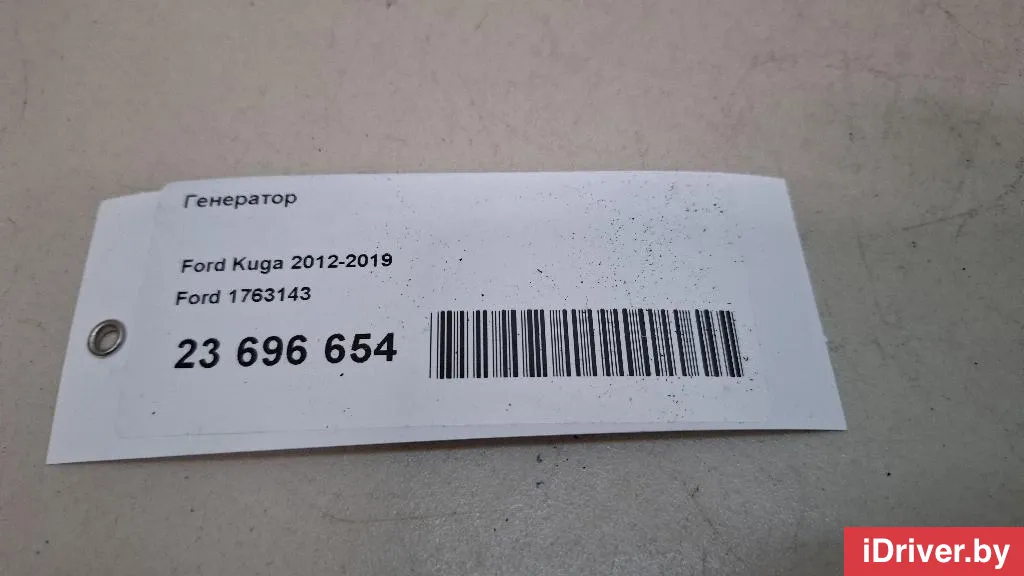 Генератор
Ford Kuga 2012-2019
Ford 1763143
23 696 654
iDriver.by